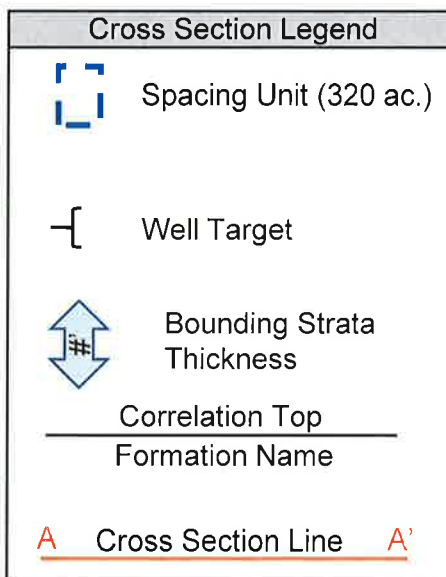 Cross Section Legend
Spacing Unit (320 ac.)
Well Target
#'
Bounding Strata
Thickness
Correlation Top
Formation Name
A Cross Section Line A'